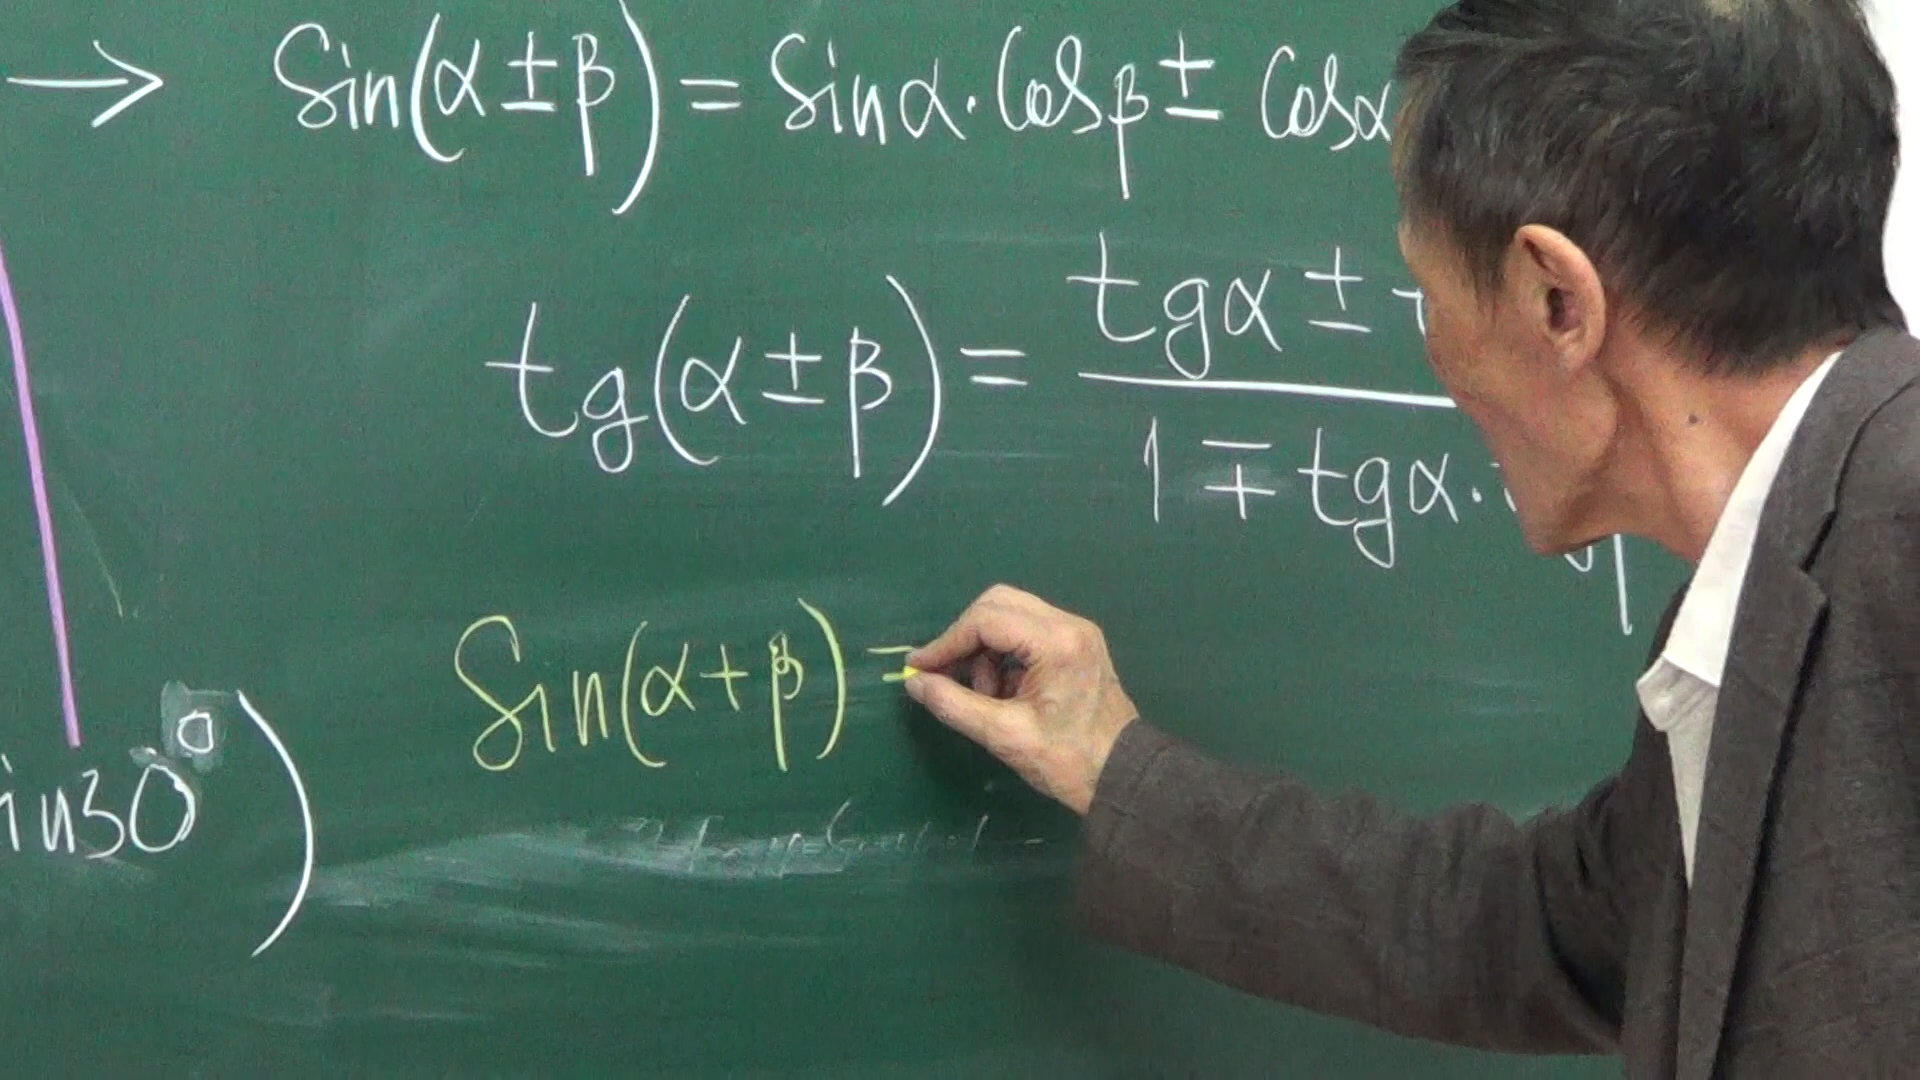 → Sin(α ± β) = Sinα · Cosβ ± Cosα
tg(α ± β) = tgα ±
1 ∓ tgα ·
Sin(α + β) =
in30°)